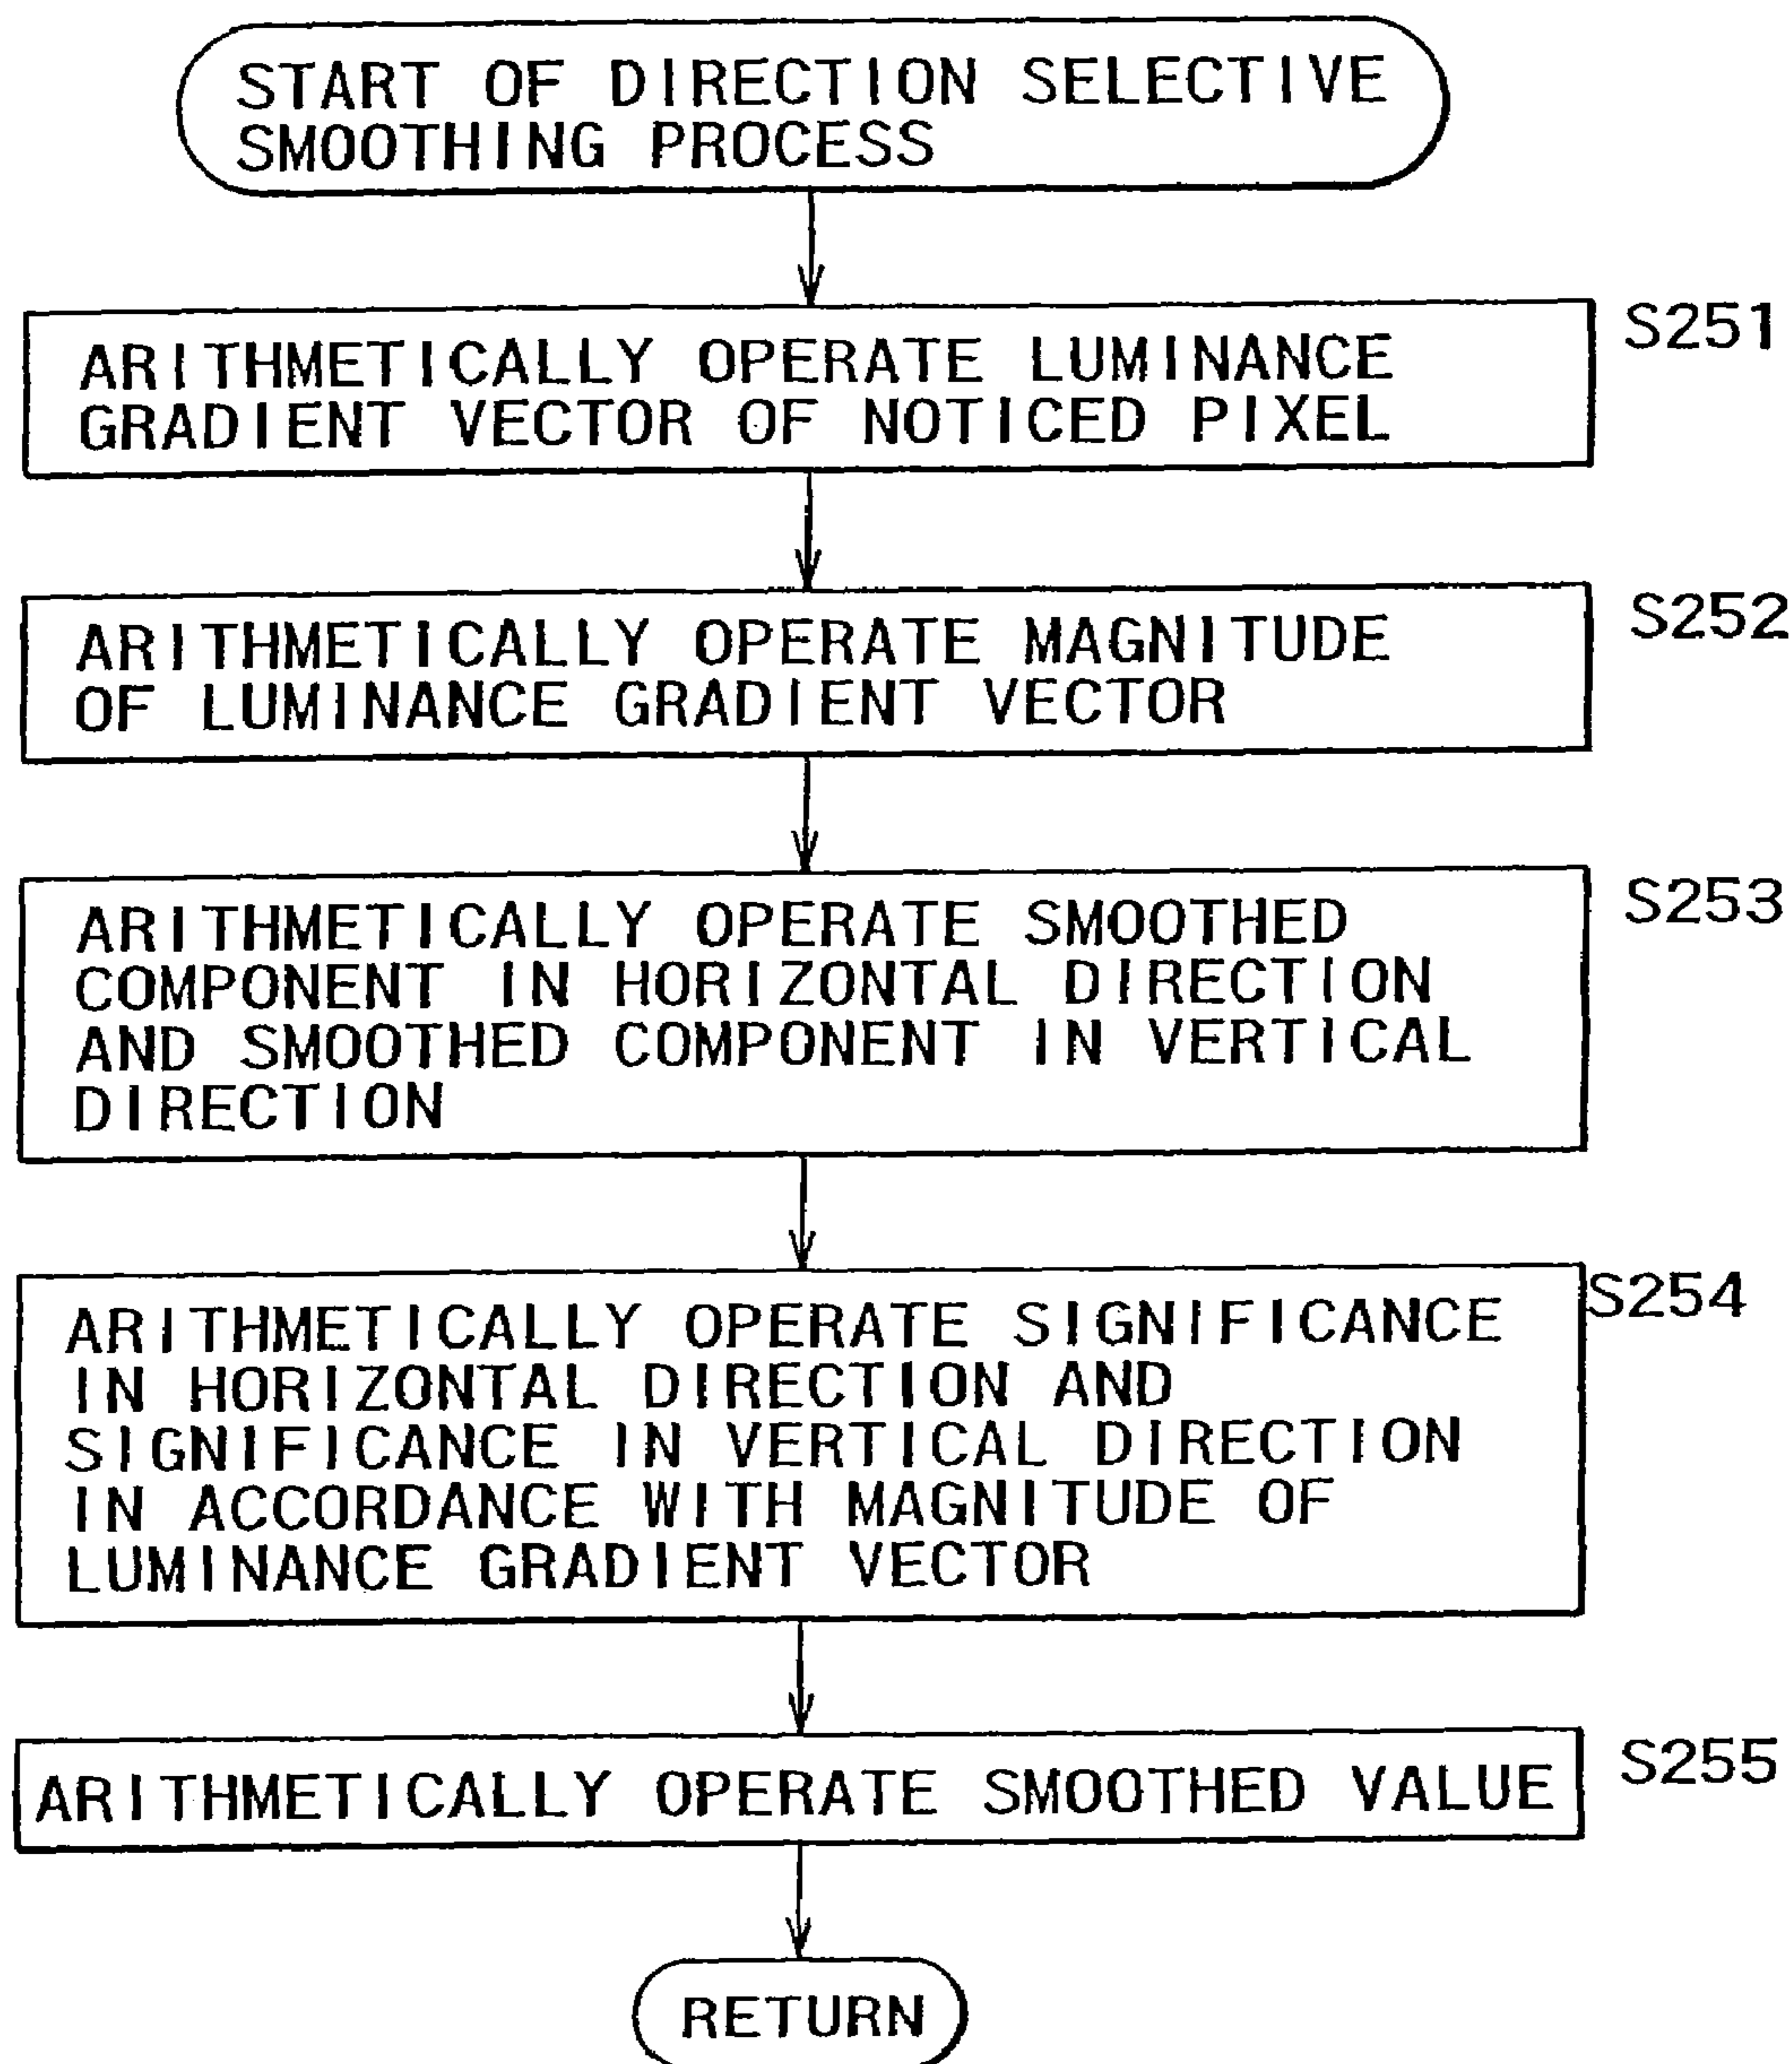 START OF DIRECTION SELECTIVE
SMOOTHING PROCESS
S251
ARITHMETICALLY OPERATE LUMINANCE
GRADIENT VECTOR OF NOTICED PIXEL
S252
ARITHMETICALLY OPERATE MAGNITUDE
OF LUMINANCE GRADIENT VECTOR
S253
ARITHMETICALLY OPERATE SMOOTHED
COMPONENT IN HORIZONTAL DIRECTION
AND SMOOTHED COMPONENT IN VERTICAL
DIRECTION
S254
ARITHMETICALLY OPERATE SIGNIFICANCE
IN HORIZONTAL DIRECTION AND
SIGNIFICANCE IN VERTICAL DIRECTION
IN ACCORDANCE WITH MAGNITUDE OF
LUMINANCE GRADIENT VECTOR
S255
ARITHMETICALLY OPERATE SMOOTHED VALUE
RETURN